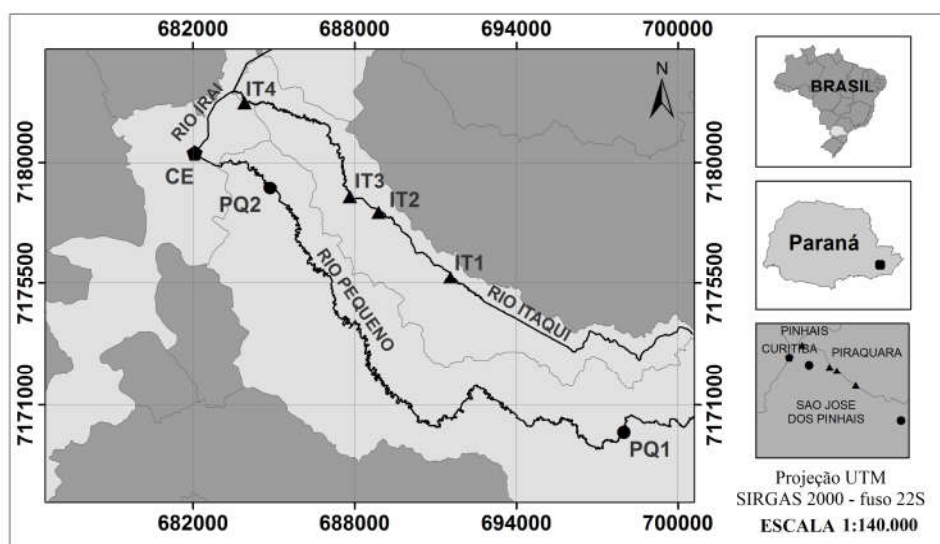 682000 688000 694000 700000
N
RIO IRAI
IT4
CE
PQ2
IT3
IT2
IT1
RIO PEQUENO
RIO ITAQUI
PQ1
7180000
7175500
7171000
7180000
7175500
7171000
682000 688000 694000 700000
BRASIL
Paraná
PINHAIS
CURITIBA
PIRAQUARA
SAO JOSE
DOS PINHAIS
Projeção UTM
SIRGAS 2000 - fuso 22S
ESCALA 1:140.000